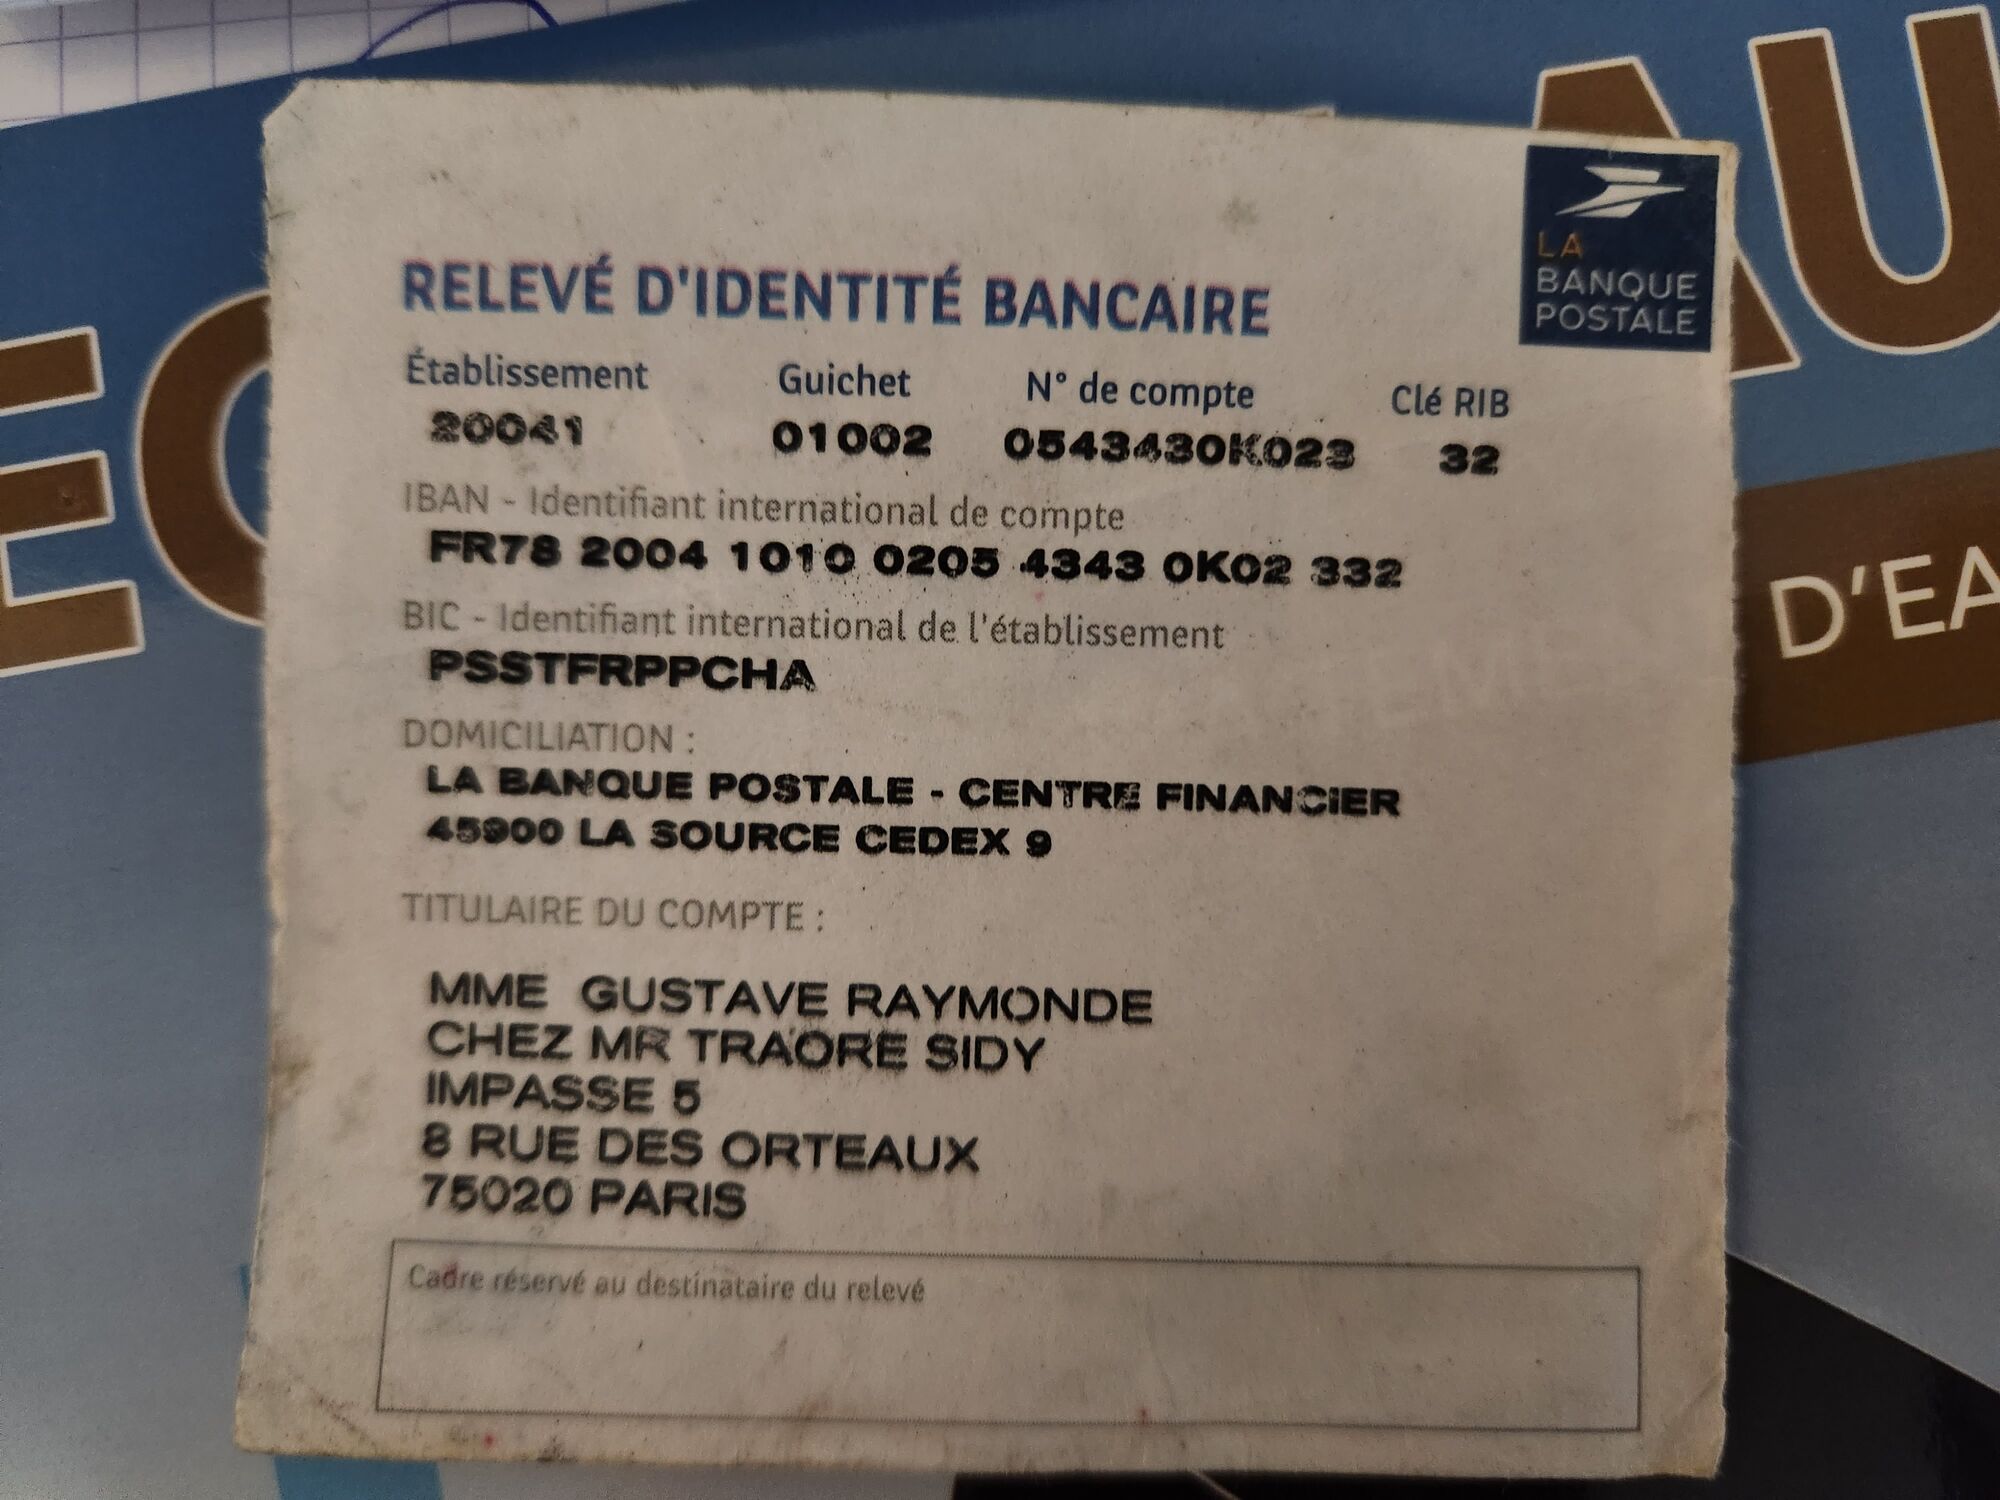 AU
EC
D'EA
LA
BANQUE
POSTALE
RELEVÉ D'IDENTITÉ BANCAIRE
Établissement Guichet N° de compte Clé RIB
20041 01002 0543430K023 32
IBAN - Identifiant international de compte
FR78 2004 1010 0205 4343 0K02 332
BIC - Identifiant international de l'établissement
PSSTFRPPCHA
DOMICILIATION :
LA BANQUE POSTALE - CENTRE FINANCIER
45900 LA SOURCE CEDEX 9
TITULAIRE DU COMPTE :
MME GUSTAVE RAYMONDE
CHEZ MR TRAORE SIDY
IMPASSE 5
8 RUE DES ORTEAUX
75020 PARIS
Cadre réservé au destinataire du relevé